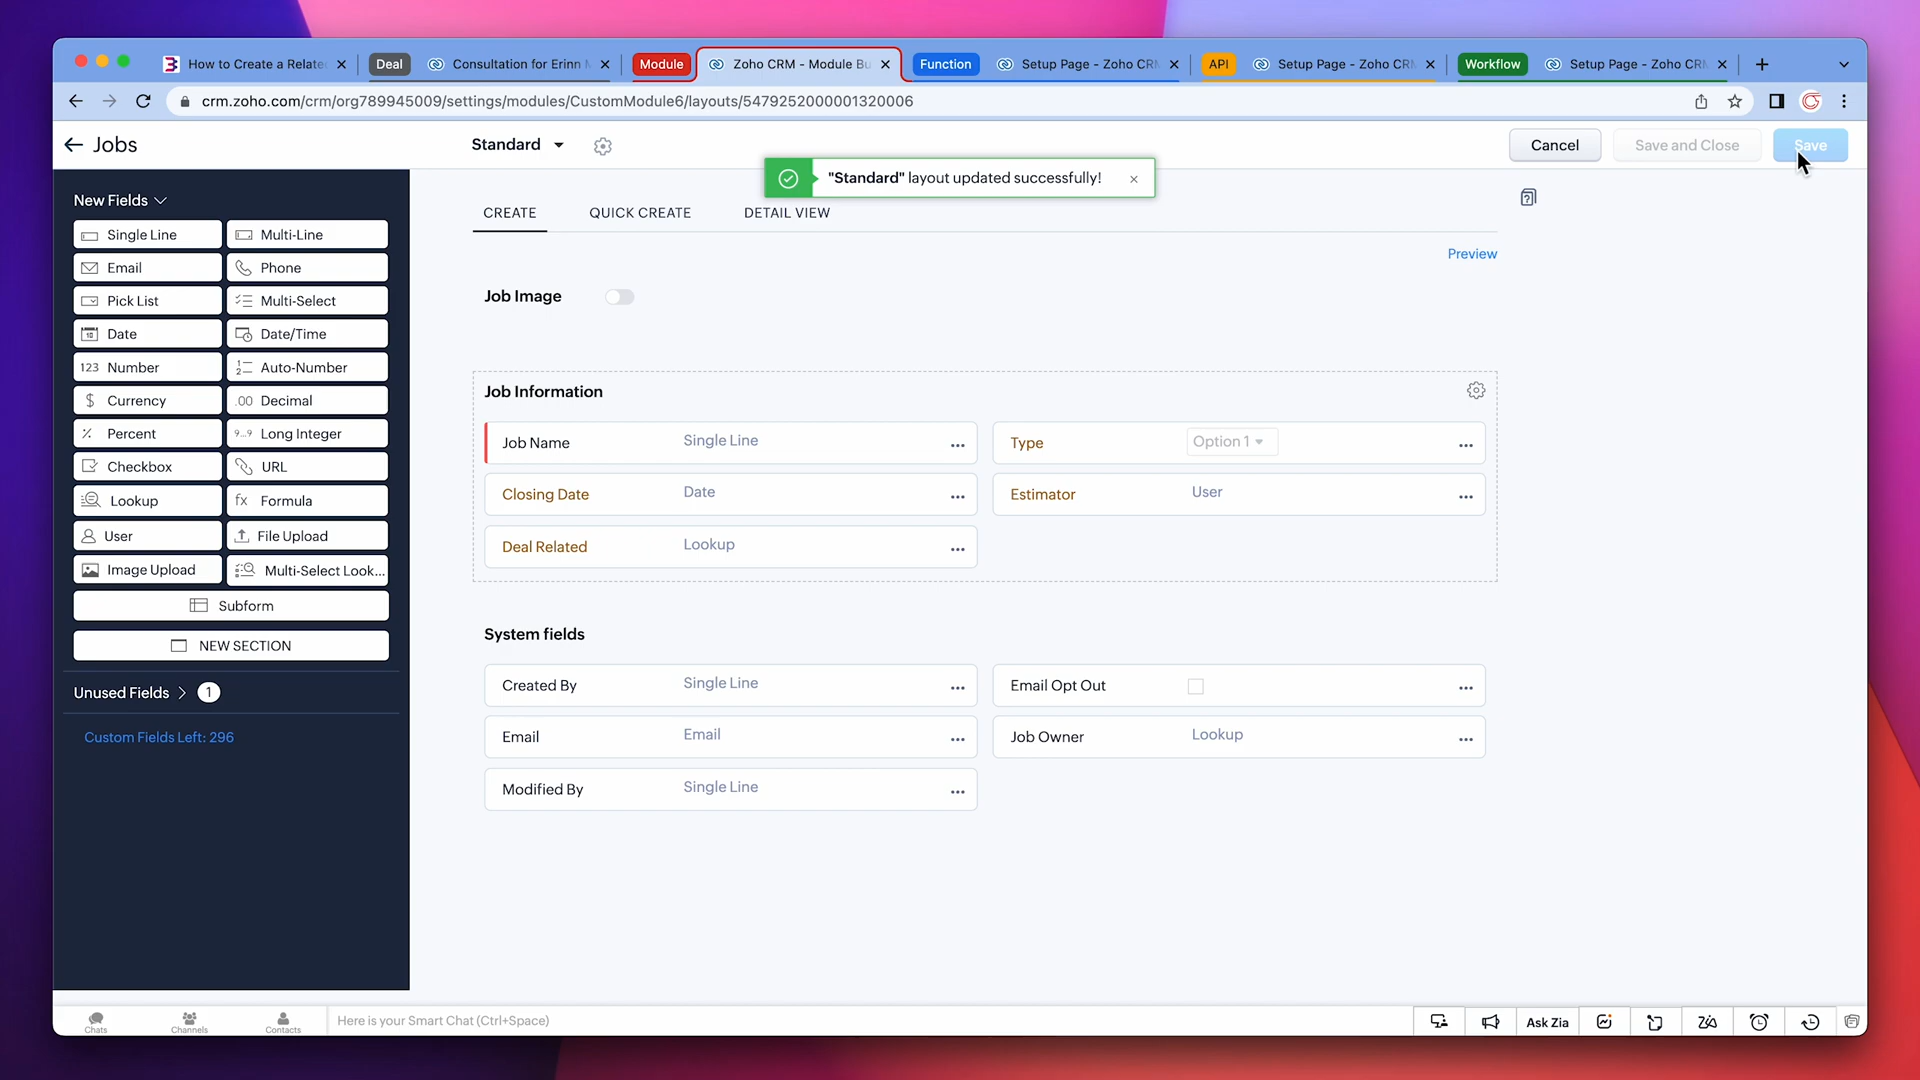 How to Create a Relate
Deal
Consultation for Erinn M
Module
Zoho CRM - Module Bu
Function
Setup Page - Zoho CRM
API
Setup Page - Zoho CRM
Workflow
Setup Page - Zoho CRM
crm.zoho.com/crm/org789945009/settings/modules/CustomModule6/layouts/5479252000001320006
Jobs
Standard
Cancel
Save and Close
Save
"Standard" layout updated successfully!
New Fields
Single Line
Multi-Line
Email
Phone
Pick List
Multi-Select
Date
Date/Time
123 Number
Auto-Number
$ Currency
.00 Decimal
Percent
9...9 Long Integer
Checkbox
URL
Lookup
fx Formula
User
File Upload
Image Upload
Multi-Select Look...
Subform
NEW SECTION
Unused Fields 1
Custom Fields Left: 296
CREATE
QUICK CREATE
DETAIL VIEW
Preview
Job Image
Job Information
Job Name Single Line
Type Option 1
Closing Date Date
Estimator User
Deal Related Lookup
System fields
Created By Single Line
Email Opt Out
Email Email
Job Owner Lookup
Modified By Single Line
Chats
Channels
Contacts
Here is your Smart Chat (Ctrl+Space)
Ask Zia